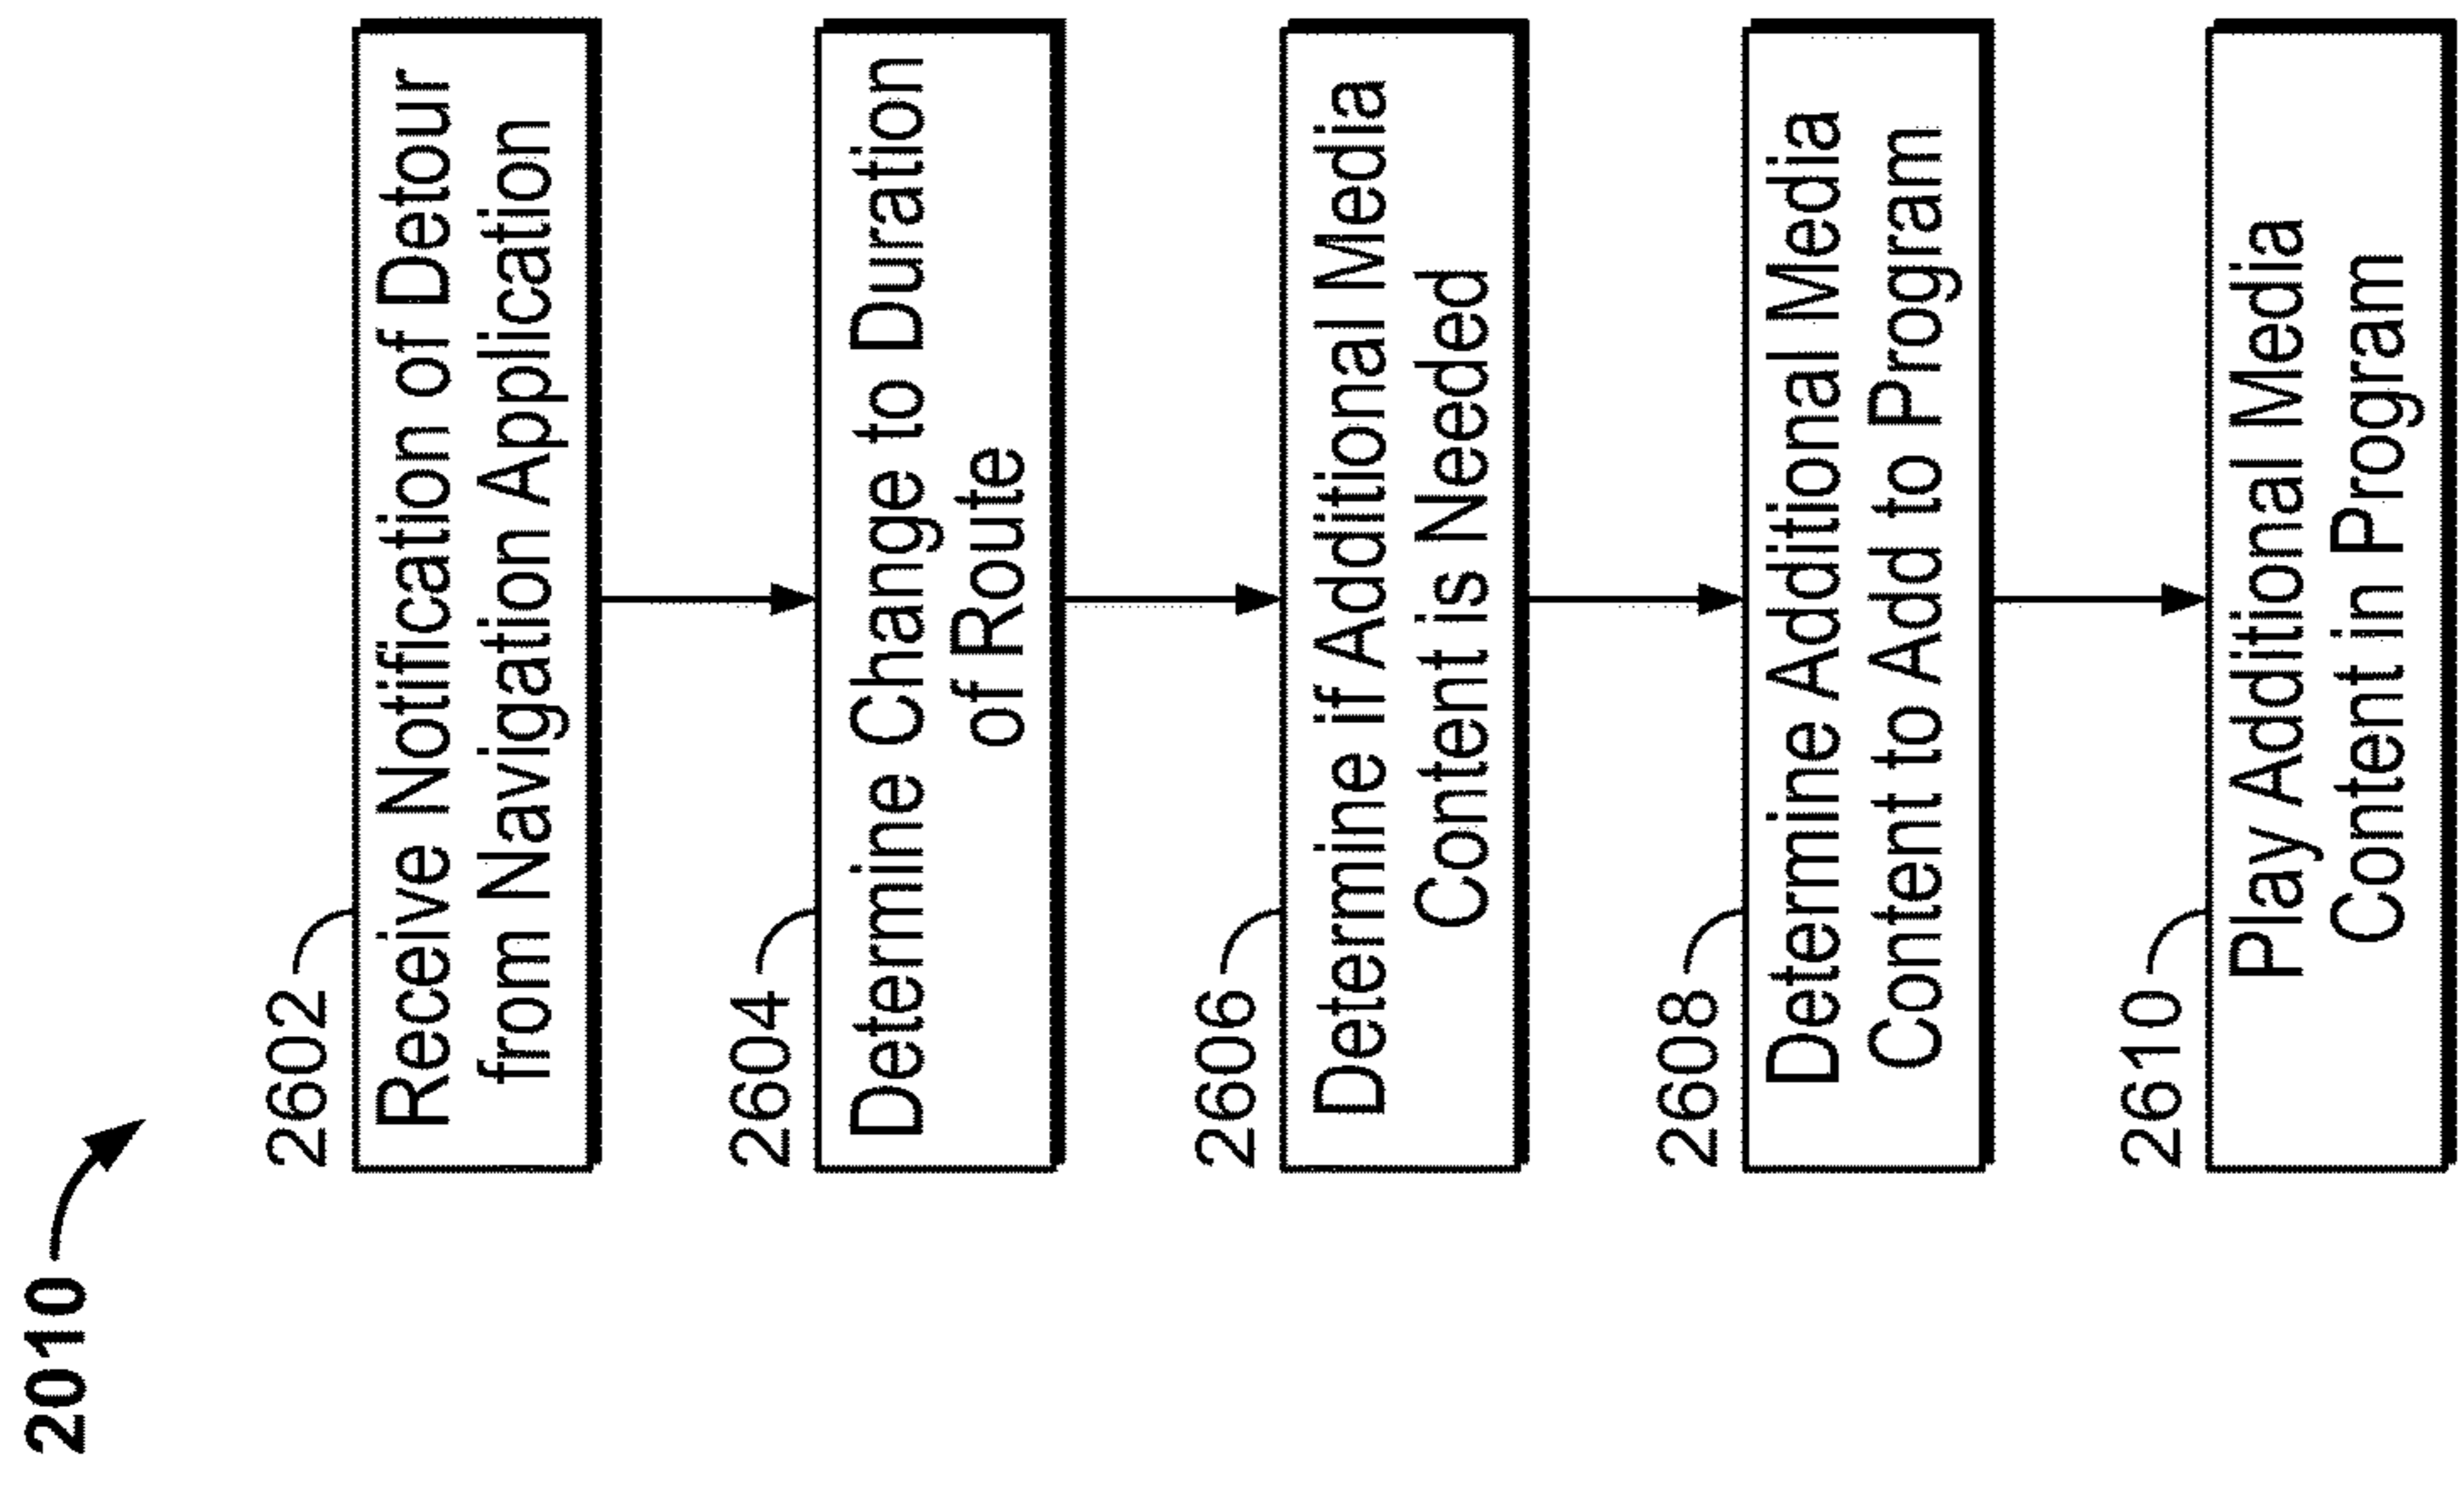 2010
2602
Receive Notification of Detour
from Navigation Application
2604
Determine Change to Duration
of Route
2606
Determine if Additional Media
Content is Needed
2608
Determine Additional Media
Content to Add to Program
2610
Play Additional Media
Content in Program